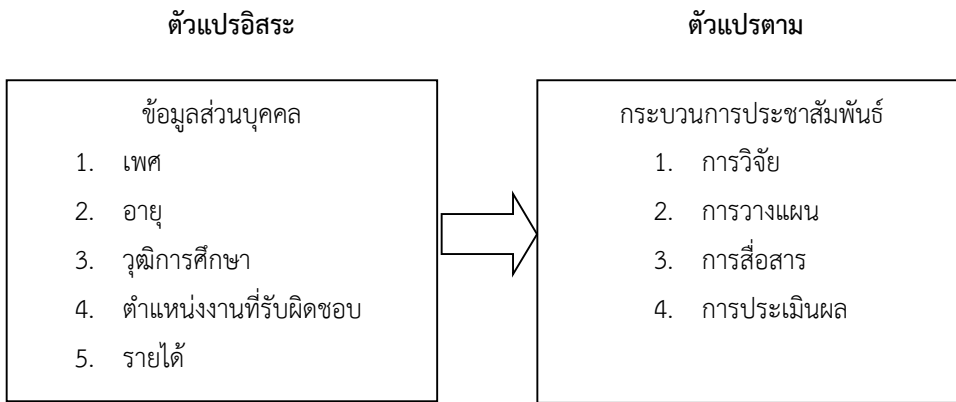 ตัวแปรอิสระ
ตัวแปรตาม
ข้อมูลส่วนบุคคล
1. เพศ
2. อายุ
3. วุฒิการศึกษา
4. ตำแหน่งงานที่รับผิดชอบ
5. รายได้
กระบวนการประชาสัมพันธ์
1. การวิจัย
2. การวางแผน
3. การสื่อสาร
4. การประเมินผล